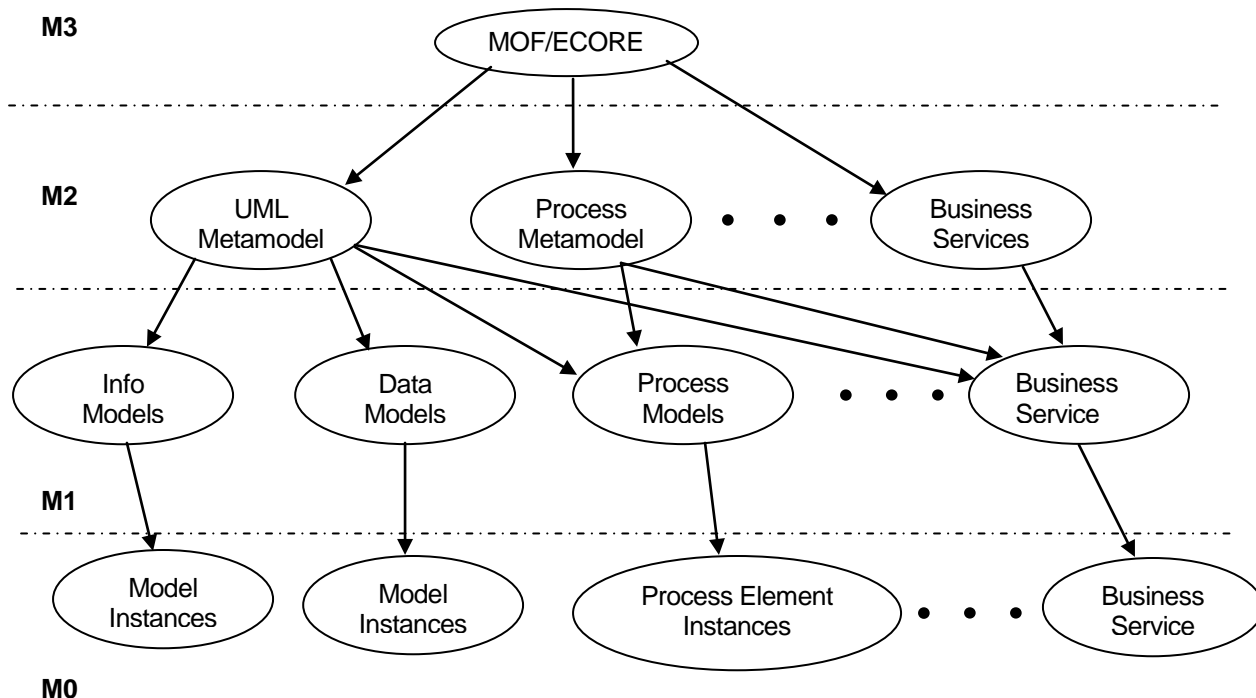 M3
MOF/ECORE
M2
UML
Metamodel
Process
Metamodel
Business
Services
Info
Models
Data
Models
Process
Models
Business
Service
M1
Model
Instances
Model
Instances
Process Element
Instances
Business
Service
M0